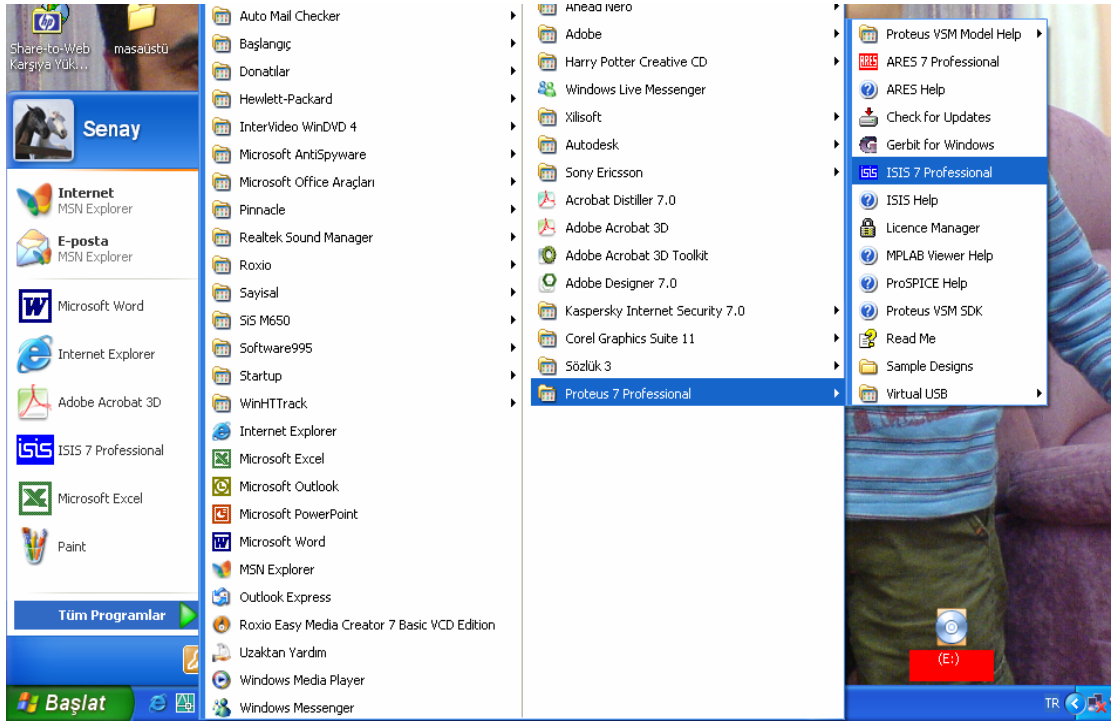 Share-to-Web
Karşıya Yük...
masaüstü
Senay
Internet
MSN Explorer
E-posta
MSN Explorer
Microsoft Word
Internet Explorer
Adobe Acrobat 3D
ISIS 7 Professional
Microsoft Excel
Paint
Tüm Programlar
Başlat
Auto Mail Checker
Başlangıç
Donatılar
Hewlett-Packard
InterVideo WinDVD 4
Microsoft AntiSpyware
Microsoft Office Araçları
Pinnacle
Realtek Sound Manager
Roxio
Sayisal
SiS M650
Software995
Startup
WinHTTrack
Internet Explorer
Microsoft Excel
Microsoft Outlook
Microsoft PowerPoint
Microsoft Word
MSN Explorer
Outlook Express
Roxio Easy Media Creator 7 Basic VCD Edition
Uzaktan Yardım
Windows Media Player
Windows Messenger
Ahead Nero
Adobe
Harry Potter Creative CD
Windows Live Messenger
Xilisoft
Autodesk
Sony Ericsson
Acrobat Distiller 7.0
Adobe Acrobat 3D
Adobe Acrobat 3D Toolkit
Adobe Designer 7.0
Kaspersky Internet Security 7.0
Corel Graphics Suite 11
Sözlük 3
Proteus 7 Professional
Proteus VSM Model Help
ARES 7 Professional
ARES Help
Check for Updates
Gerbit for Windows
ISIS 7 Professional
ISIS Help
Licence Manager
MPLAB Viewer Help
ProSPICE Help
Proteus VSM SDK
Read Me
Sample Designs
Virtual USB
(E:)
TR